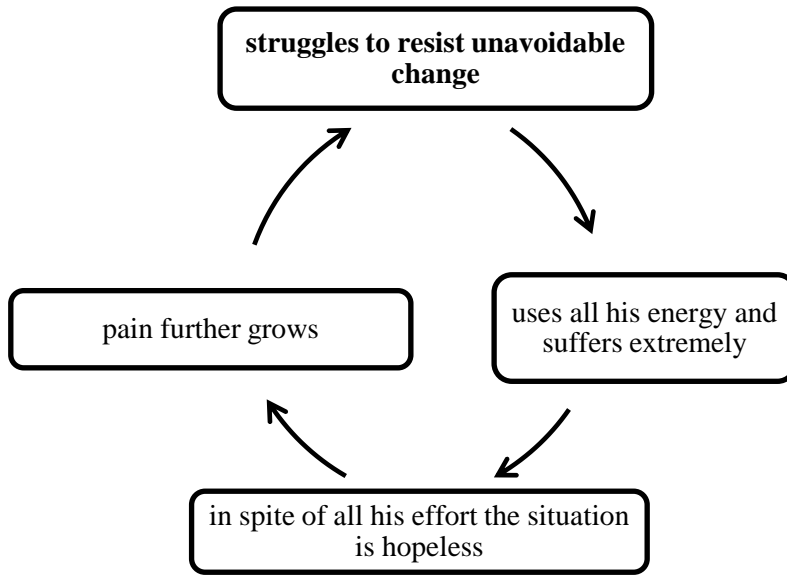 struggles to resist unavoidable
change
uses all his energy and
suffers extremely
in spite of all his effort the situation
is hopeless
pain further grows